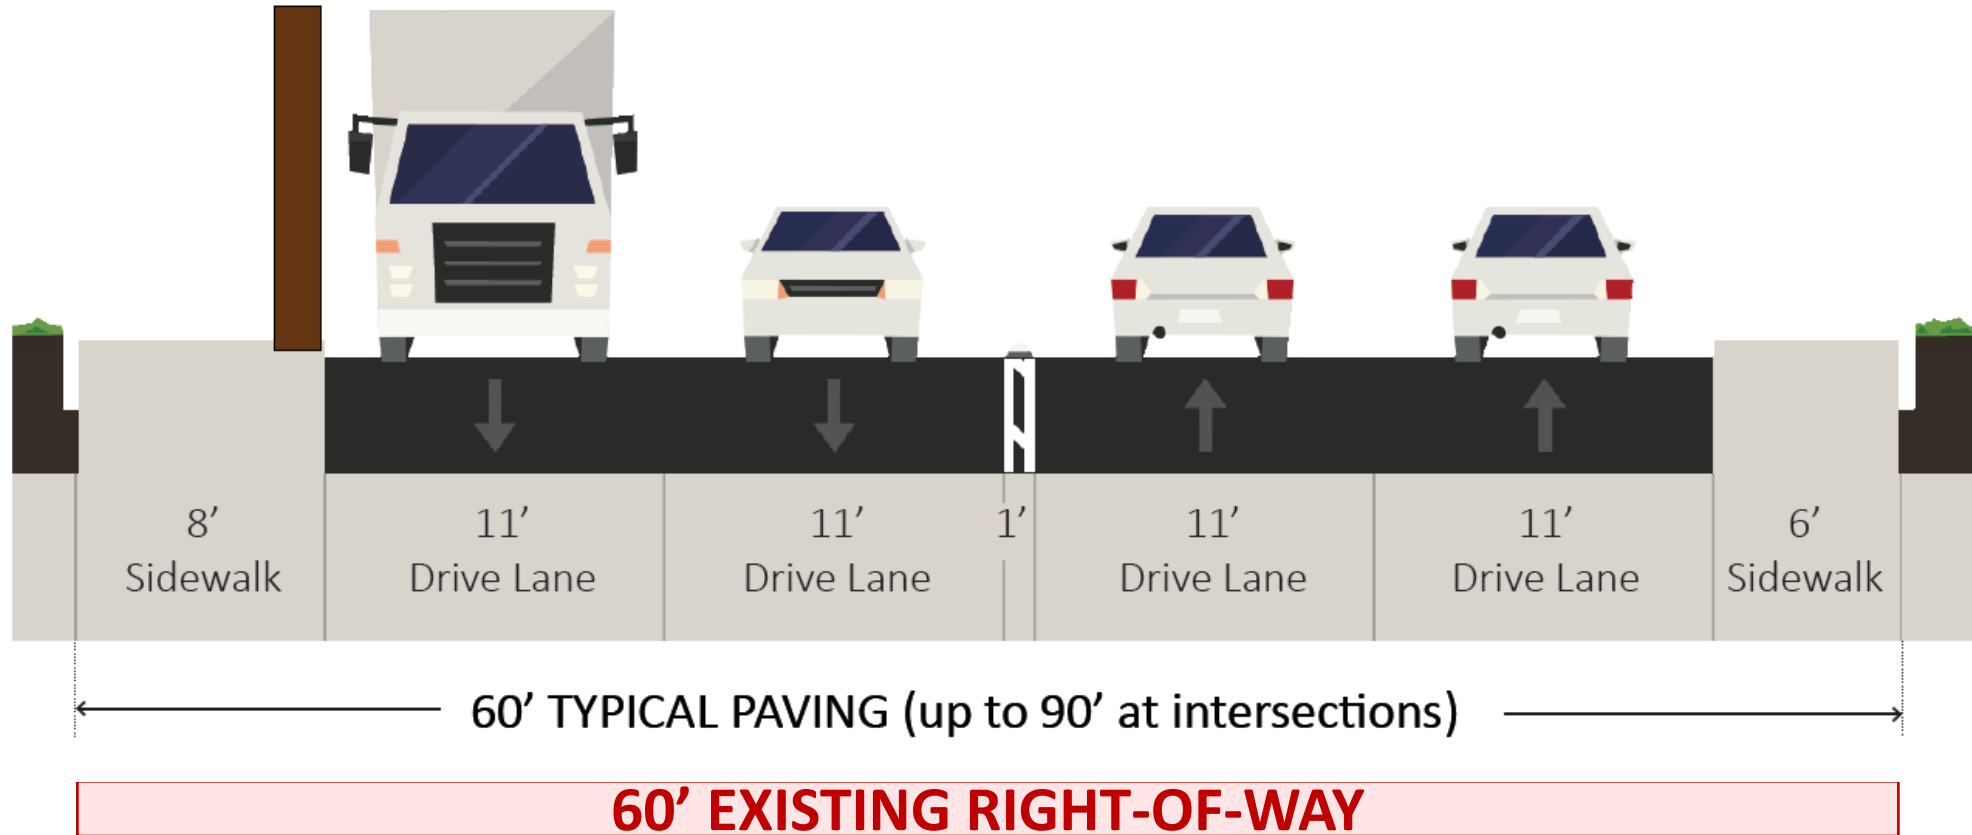 8’
Sidewalk
11’
Drive Lane
11’
Drive Lane
1’
11’
Drive Lane
11’
Drive Lane
6’
Sidewalk
60’ TYPICAL PAVING (up to 90’ at intersections)
60’ EXISTING RIGHT-OF-WAY